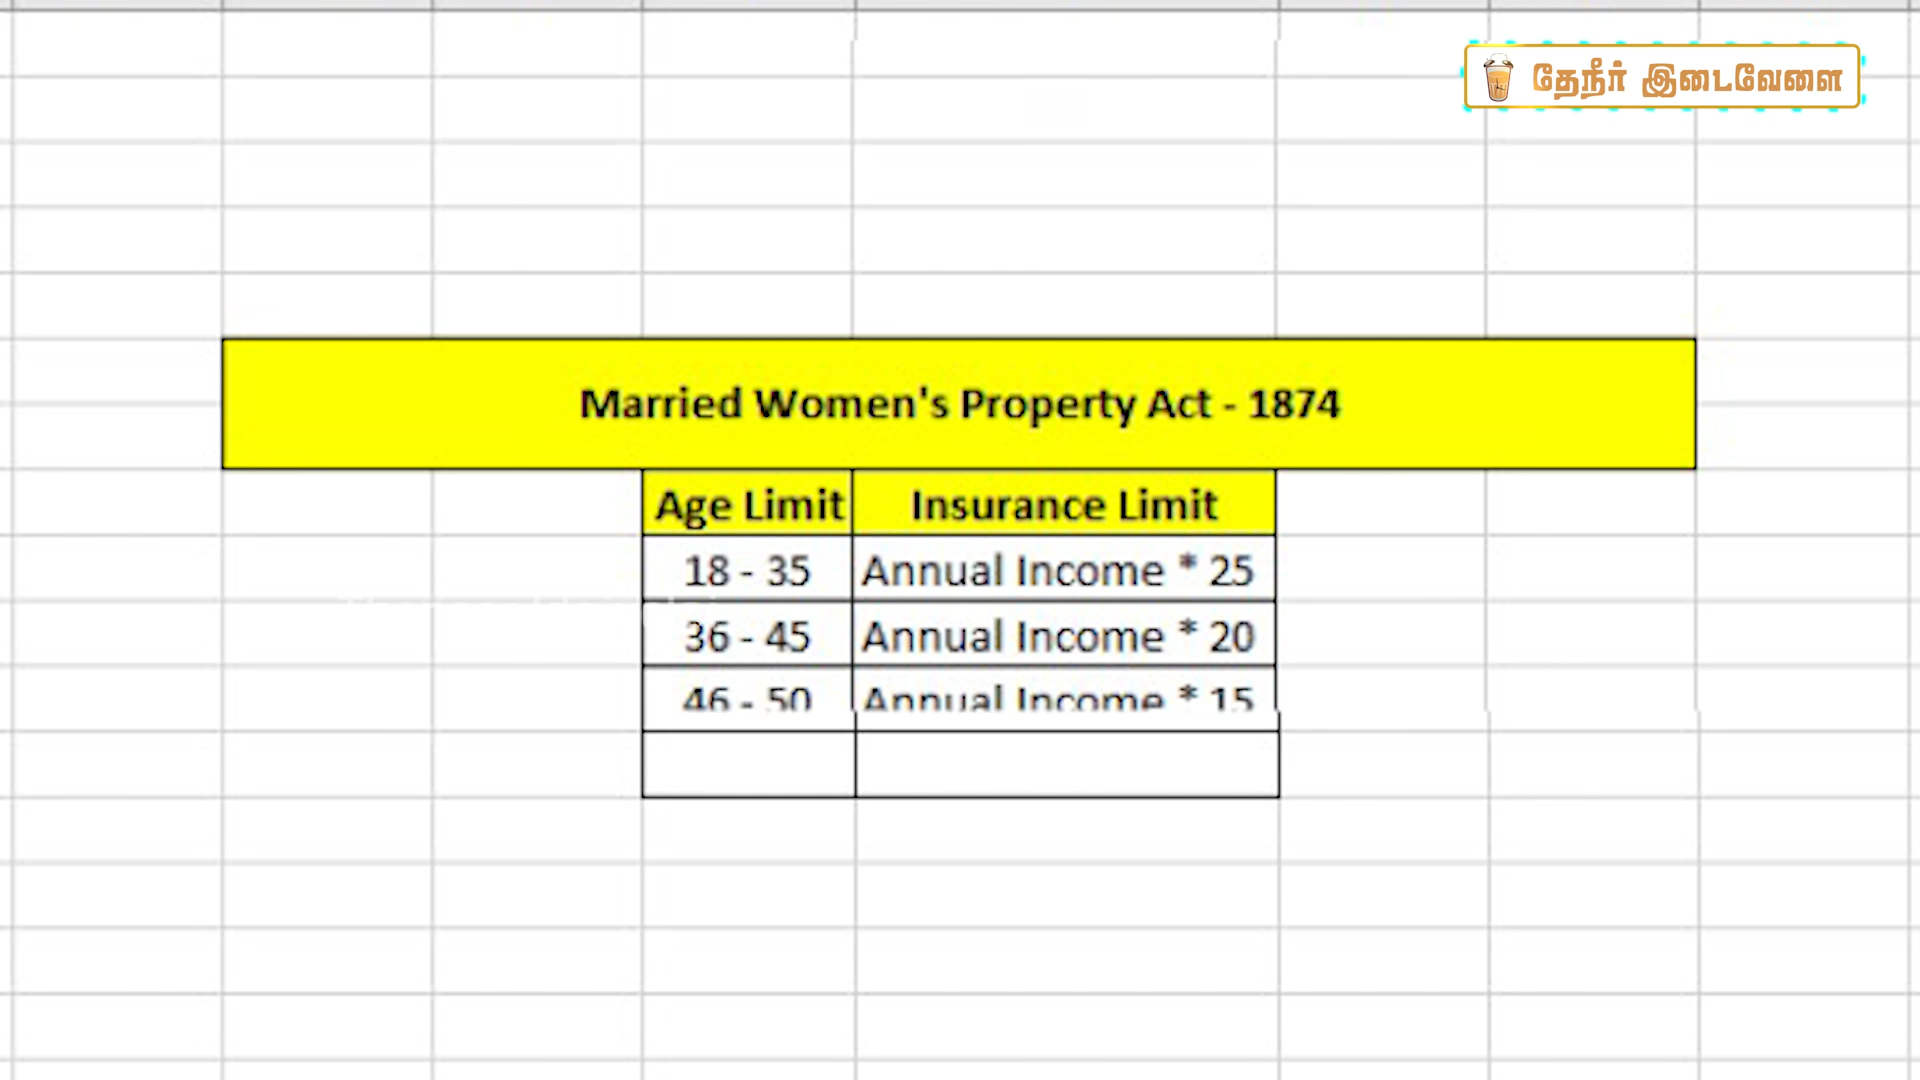 தேநீர் இடைவேளை
Married Women's Property Act - 1874
Age Limit Insurance Limit
18 - 35 Annual Income * 25
36 - 45 Annual Income * 20
46 - 50 Annual Income * 15